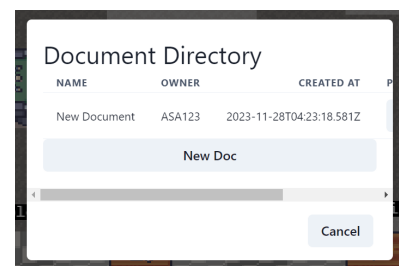 Document Directory
NAME OWNER CREATED AT P
New Document ASA123 2023-11-28T04:23:18.581Z
New Doc
Cancel